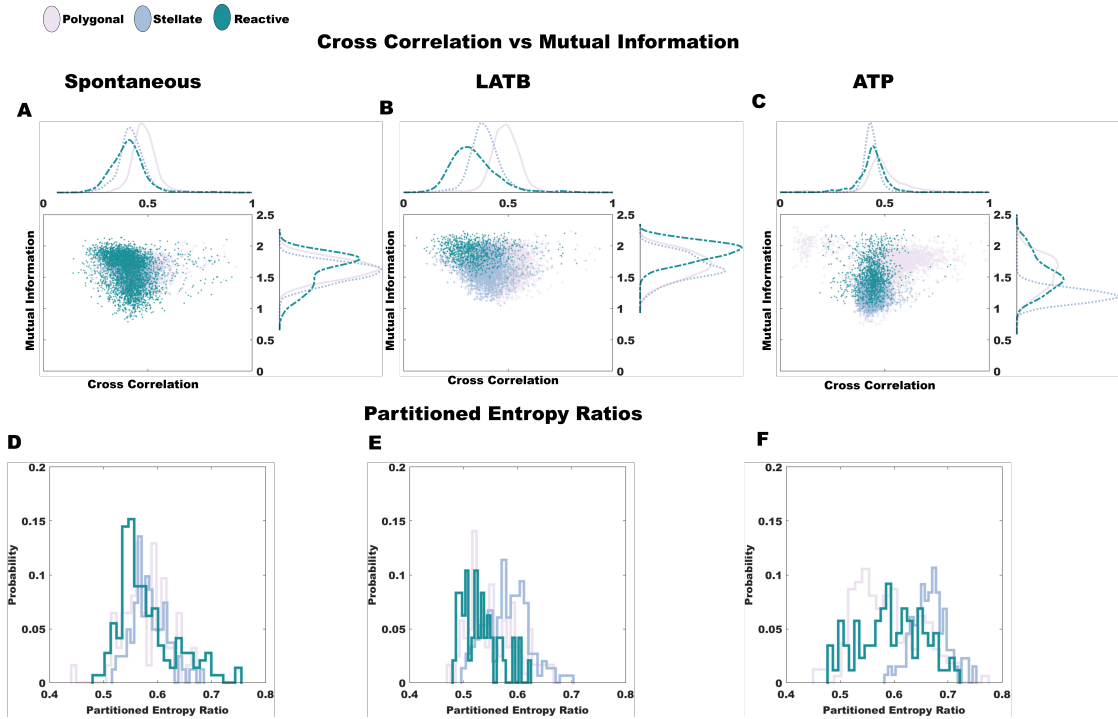 Polygonal Stellate Reactive
Cross Correlation vs Mutual Information
Spontaneous LATB ATP
A B C
0 0.5 1 0 0.5 1 0 0.5 1
2.5 2.5 2.5
2 2 2
1.5 1.5 1.5
1 1 1
0.5 0.5 0.5
0 0 0
Mutual Information Mutual Information Mutual Information
Cross Correlation Cross Correlation Cross Correlation
Partitioned Entropy Ratios
D E F
0.2 0.2 0.2
0.15 0.15 0.15
0.1 0.1 0.1
0.05 0.05 0.05
0 0 0
Probability Probability Probability
0.4 0.5 0.6 0.7 0.8 0.4 0.5 0.6 0.7 0.8 0.4 0.5 0.6 0.7 0.8
Partitioned Entropy Ratio Partitioned Entropy Ratio Partitioned Entropy Ratio